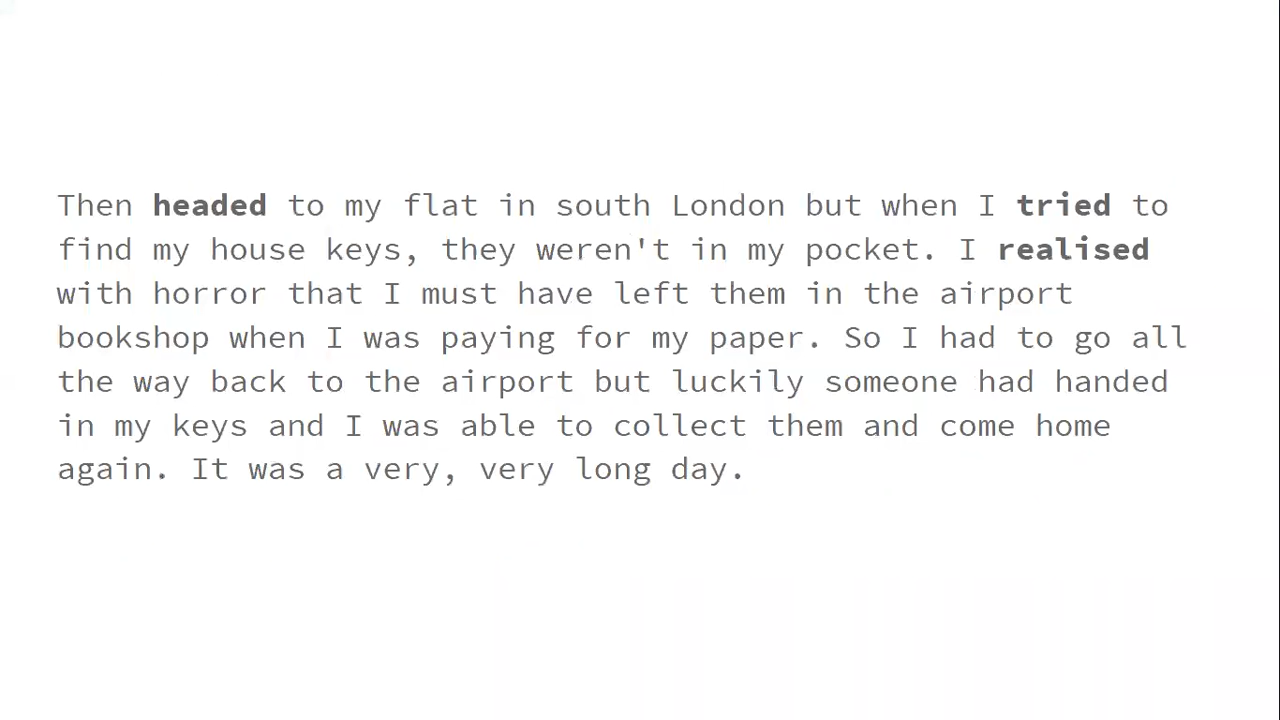 Then headed to my flat in south London but when I tried to
find my house keys, they weren't in my pocket. I realised
with horror that I must have left them in the airport
bookshop when I was paying for my paper. So I had to go all
the way back to the airport but luckily someone had handed
in my keys and I was able to collect them and come home
again. It was a very, very long day.